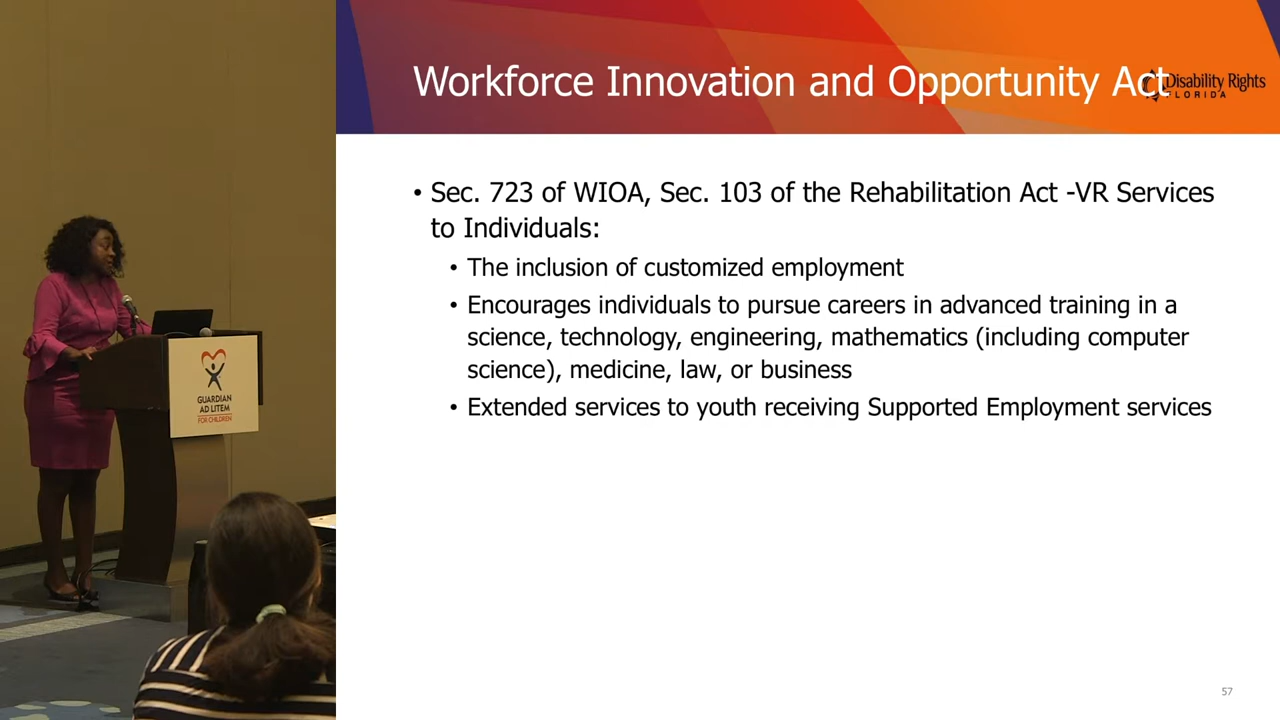 Workforce Innovation and Opportunity Act
Disability Rights
FLORIDA
• Sec. 723 of WIOA, Sec. 103 of the Rehabilitation Act -VR Services
to Individuals:
• The inclusion of customized employment
• Encourages individuals to pursue careers in advanced training in a
science, technology, engineering, mathematics (including computer
science), medicine, law, or business
• Extended services to youth receiving Supported Employment services
GUARDIAN
AD LITEM
FOR CHILDREN
57